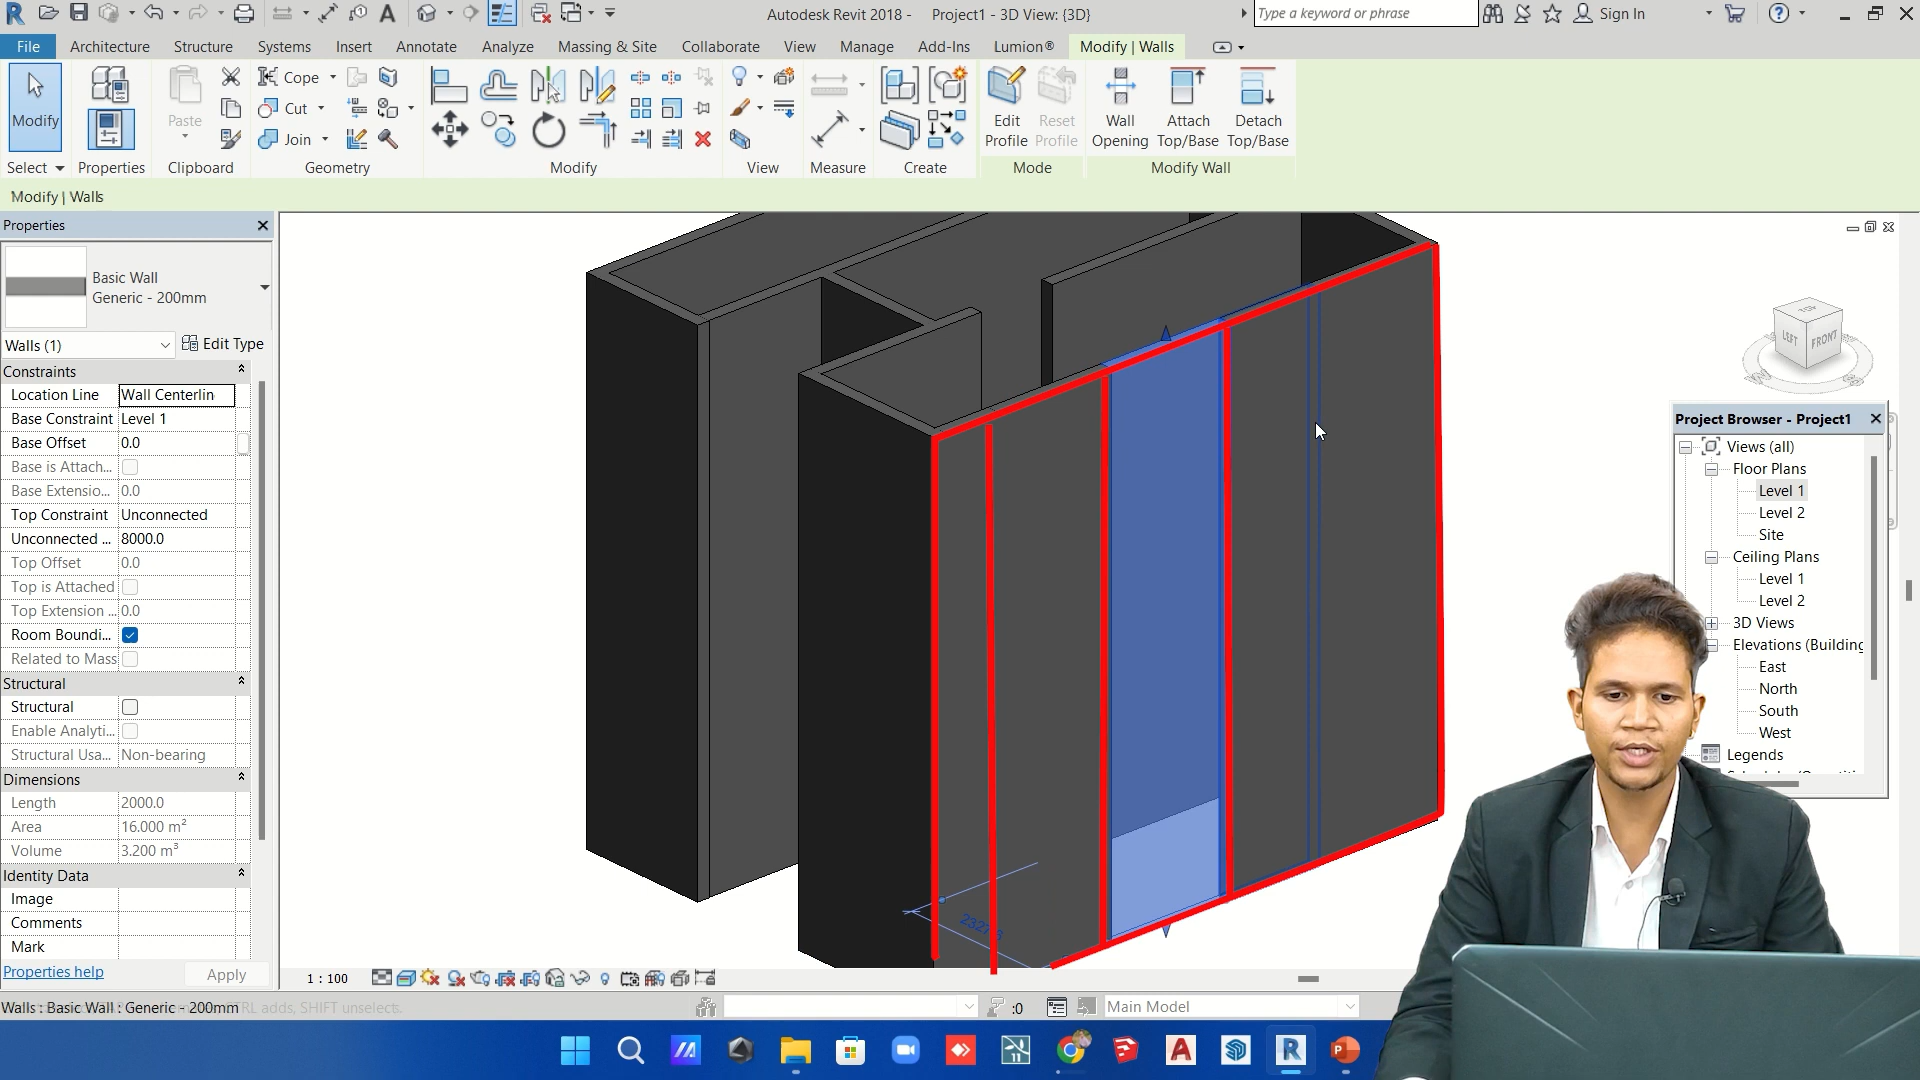 Autodesk Revit 2018 - Project1 - 3D View: {3D}
Type a keyword or phrase
Sign In
File Architecture Structure Systems Insert Annotate Analyze Massing & Site Collaborate View Manage Add-Ins Lumion® Modify | Walls
Modify
Paste
Cope
Cut
Join
Edit Profile
Reset Profile
Wall Opening
Attach Top/Base
Detach Top/Base
Select Properties Clipboard Geometry Modify View Measure Create Mode Modify Wall
Modify | Walls
Properties
Basic Wall
Generic - 200mm
Walls (1)
Edit Type
Constraints
Location Line Wall Centerlin
Base Constraint Level 1
Base Offset 0.0
Base is Attach...
Base Extensio... 0.0
Top Constraint Unconnected
Unconnected ... 8000.0
Top Offset 0.0
Top is Attached
Top Extension ... 0.0
Room Boundi...
Related to Mass
Structural
Structural
Enable Analyti...
Structural Usa... Non-bearing
Dimensions
Length 2000.0
Area 16.000 m²
Volume 3.200 m³
Identity Data
Image
Comments
Mark
Properties help
Apply
TOP
LEFT
FRONT
Project Browser - Project1
Views (all)
Floor Plans
Level 1
Level 2
Site
Ceiling Plans
Level 1
Level 2
3D Views
Elevations (Building
East
North
South
West
Legends
1 : 100
Walls : Basic Wall : Generic - 200mm
CTRL adds, SHIFT unselects.
:0
Main Model
11